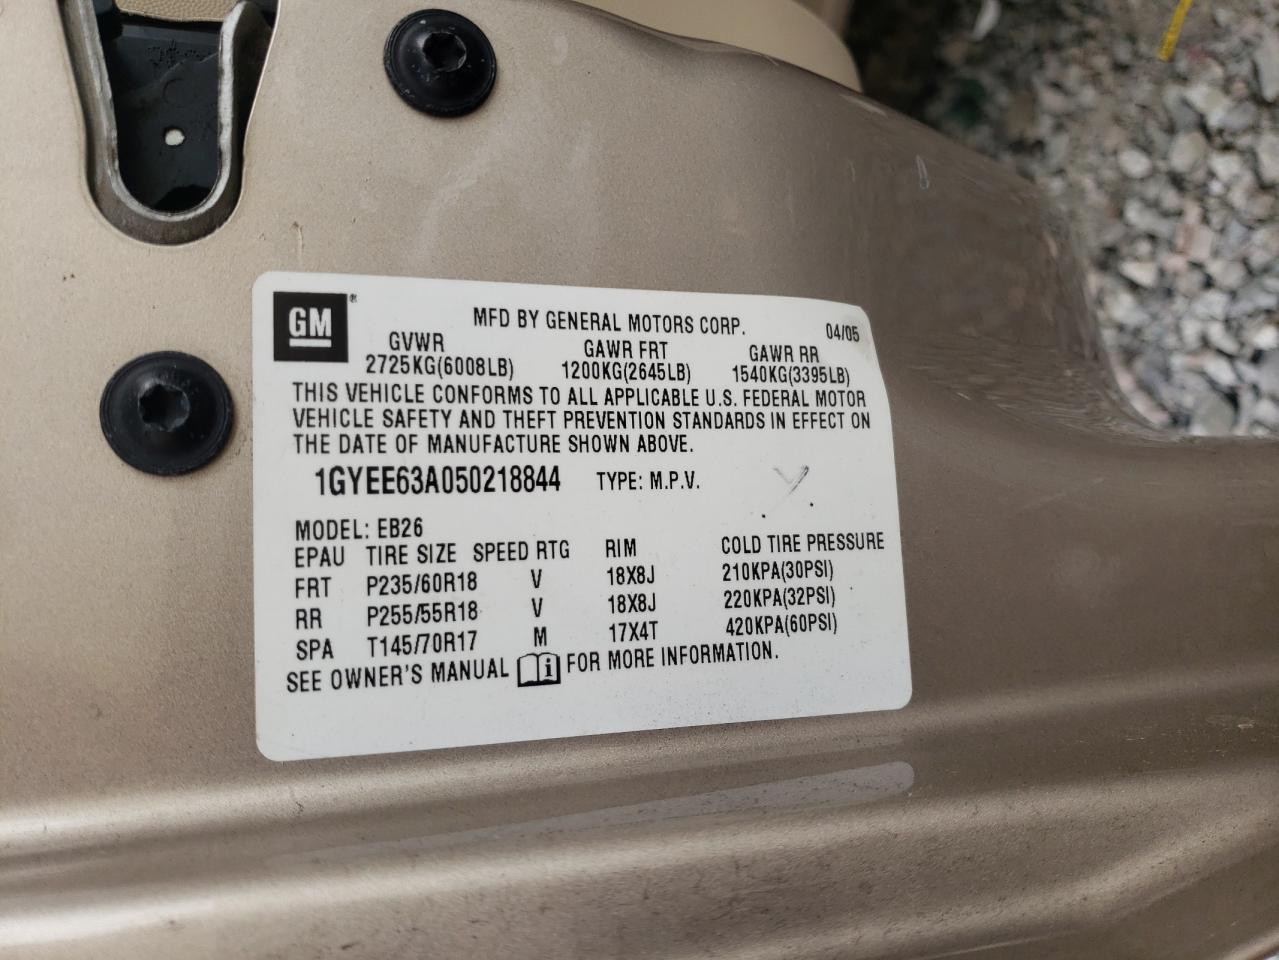 GM® MFD BY GENERAL MOTORS CORP. 04/05
GVWR GAWR FRT GAWR RR
2725KG(6008LB) 1200KG(2645LB) 1540KG(3395LB)
THIS VEHICLE CONFORMS TO ALL APPLICABLE U.S. FEDERAL MOTOR
VEHICLE SAFETY AND THEFT PREVENTION STANDARDS IN EFFECT ON
THE DATE OF MANUFACTURE SHOWN ABOVE.
1GYEE63A050218844 TYPE: M.P.V.
MODEL: EB26
EPAU TIRE SIZE SPEED RTG RIM COLD TIRE PRESSURE
FRT P235/60R18 V 18X8J 210KPA(30PSI)
RR P255/55R18 V 18X8J 220KPA(32PSI)
SPA T145/70R17 M 17X4T 420KPA(60PSI)
SEE OWNER'S MANUAL i FOR MORE INFORMATION.